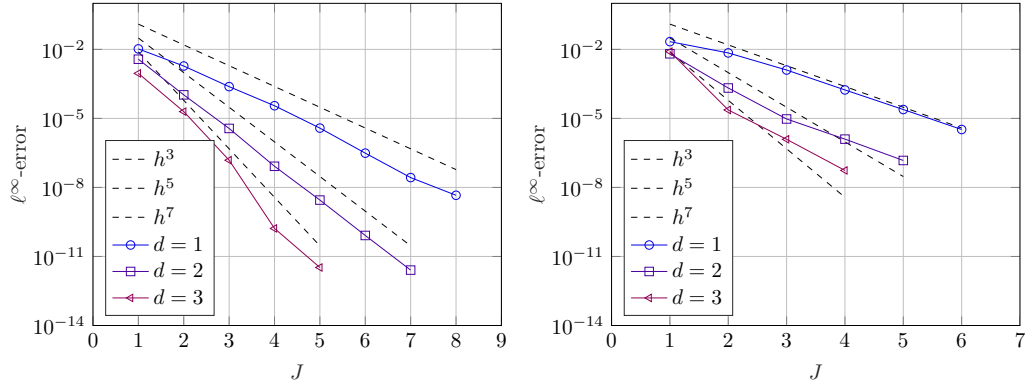 10^−2
10^−5
10^−8
10^−11
10^−14
0 1 2 3 4 5 6 7 8 9
J
ℓ^∞-error
h^3
h^5
h^7
d = 1
d = 2
d = 3
10^−2
10^−5
10^−8
10^−11
10^−14
0 1 2 3 4 5 6 7
J
ℓ^∞-error
h^3
h^5
h^7
d = 1
d = 2
d = 3